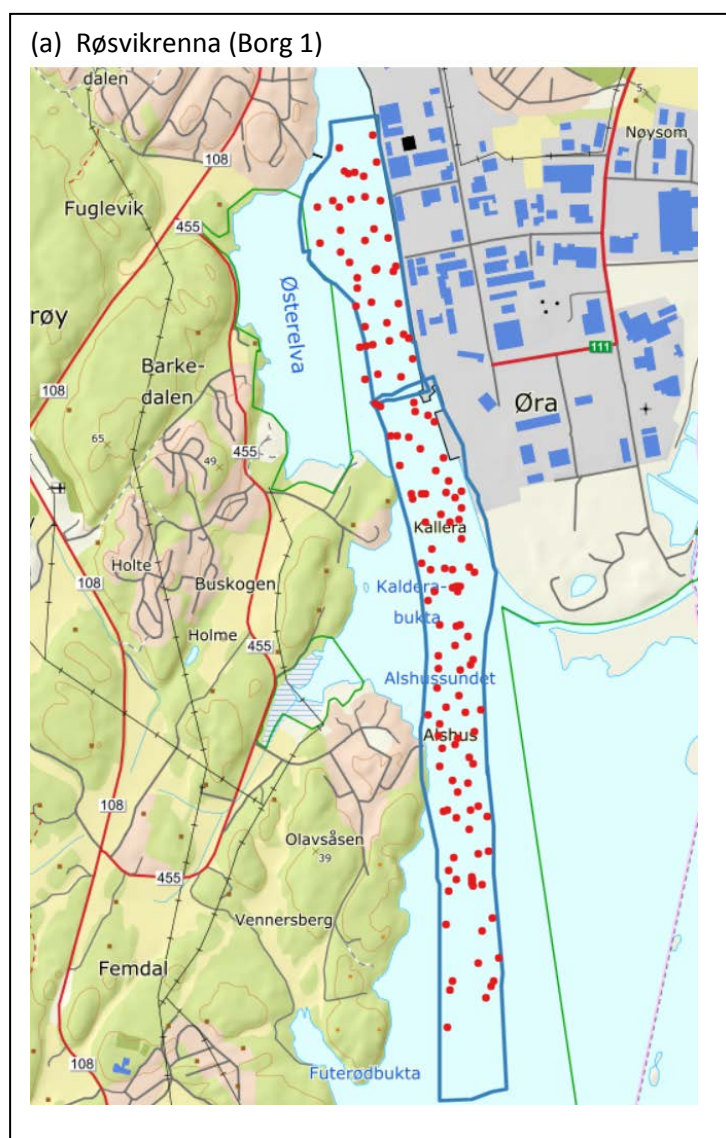 (a) Røsvikrenna (Borg 1)
dalen
108
5
Nøysom
Fuglevik
455
Østerelva
røy
111
108
Barke-
dalen
Øra
65
455
49
Kallera
108
Holte
Buskogen
Kaldera-
bukta
Holme
455
Alshussundet
Alshus
108
Olavsåsen
39
455
Vennersberg
Femdal
108
Futerødbukta